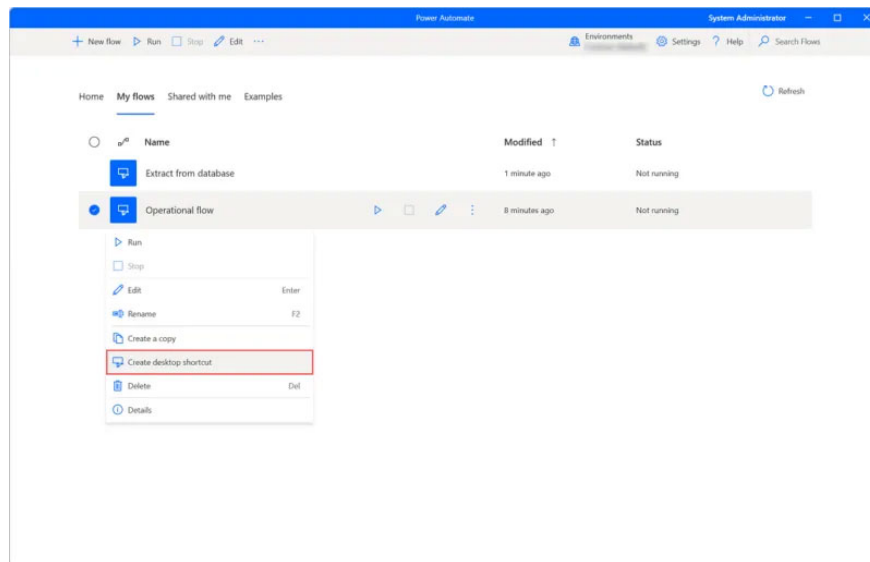 Power Automate
System Administrator
New flow Run Stop Edit ...
Environments
Settings Help Search Flows
Home My flows Shared with me Examples
Refresh
Name Modified ↑ Status
Extract from database 1 minute ago Not running
Operational flow 8 minutes ago Not running
Run
Stop
Edit Enter
Rename F2
Create a copy
Create desktop shortcut
Delete Del
Details